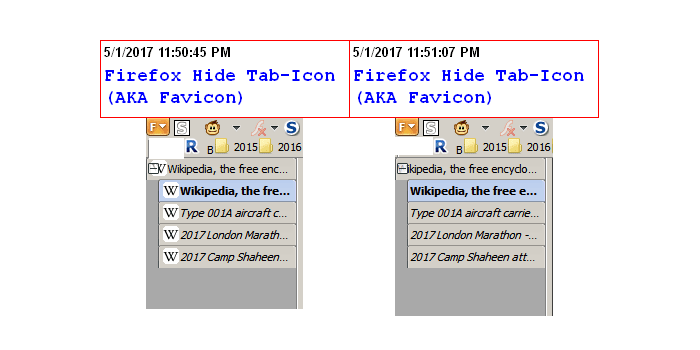 5/1/2017 11:50:45 PM
Firefox Hide Tab-Icon
(AKA Favicon)
5/1/2017 11:51:07 PM
Firefox Hide Tab-Icon
(AKA Favicon)
F S S
R B 2015 2016
W Wikipedia, the free enc...
W Wikipedia, the fre...
W Type 001A aircraft c...
W 2017 London Marath...
W 2017 Camp Shaheen...
F S S
R B 2015 2016
ikipedia, the free encyclo...
Wikipedia, the free e...
Type 001A aircraft carrie...
2017 London Marathon -...
2017 Camp Shaheen att...